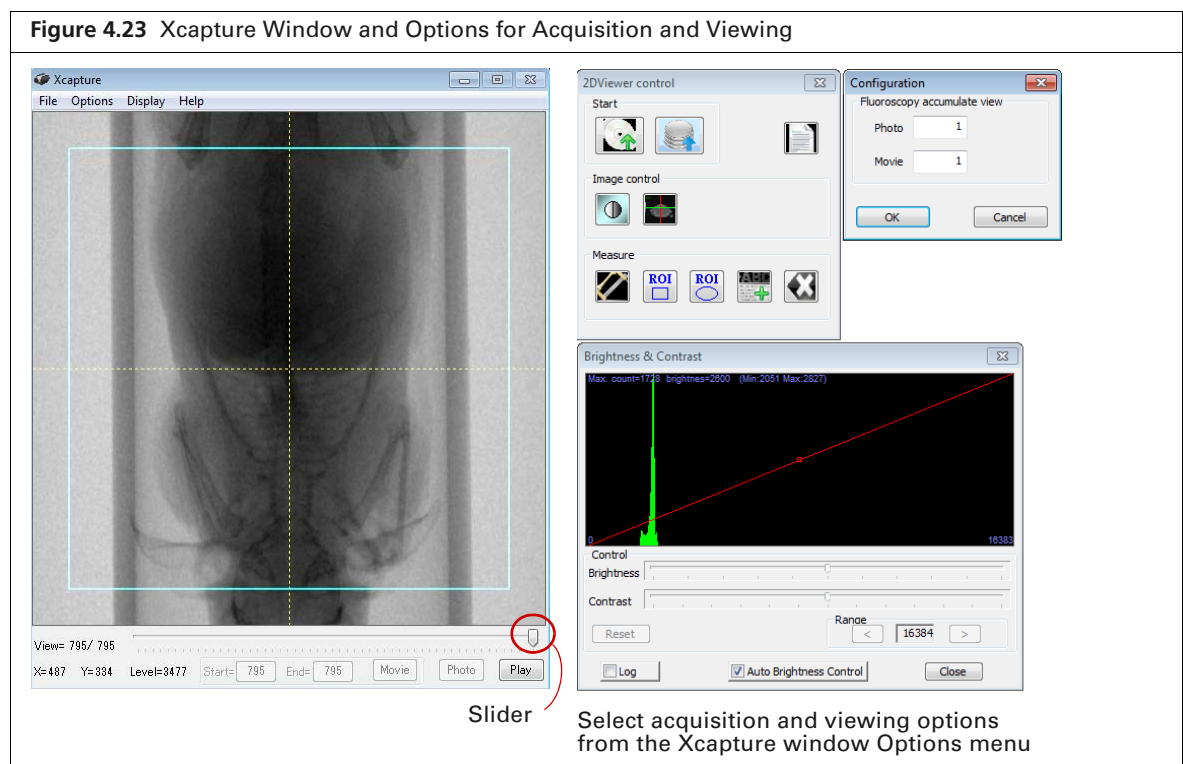 Figure 4.23 Xcapture Window and Options for Acquisition and Viewing
Xcapture
File Options Display Help
View= 795/ 795
X=487 Y=334 Level=3477 Start= 795 End= 795 Movie Photo Play
Slider
2DViewer control
Start
Image control
Measure
ROI ROI ABC
Configuration
Fluoroscopy accumulate view
Photo 1
Movie 1
OK Cancel
Brightness & Contrast
Max. count=1728 brightnes=2600 (Min:2051 Max:2827)
0 16383
Control
Brightness
Contrast
Range
Reset < 16384 >
Log Auto Brightness Control Close
Select acquisition and viewing options
from the Xcapture window Options menu